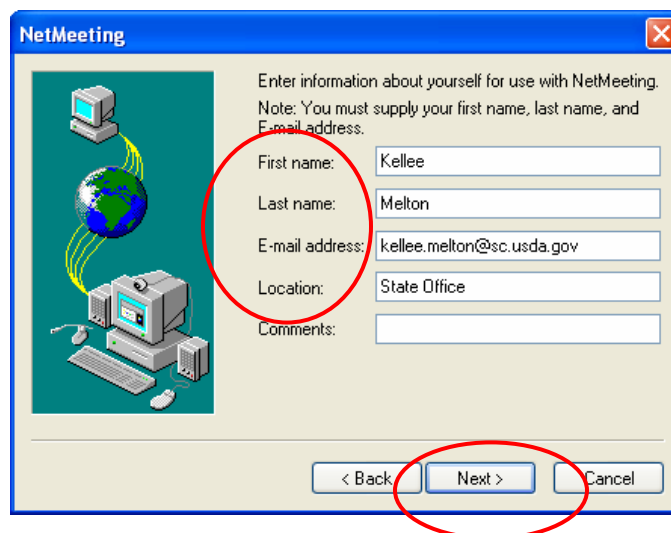 NetMeeting
Enter information about yourself for use with NetMeeting.
Note: You must supply your first name, last name, and
E-mail address.
First name: Kellee
Last name: Melton
E-mail address: kellee.melton@sc.usda.gov
Location: State Office
Comments:
< Back Next > Cancel